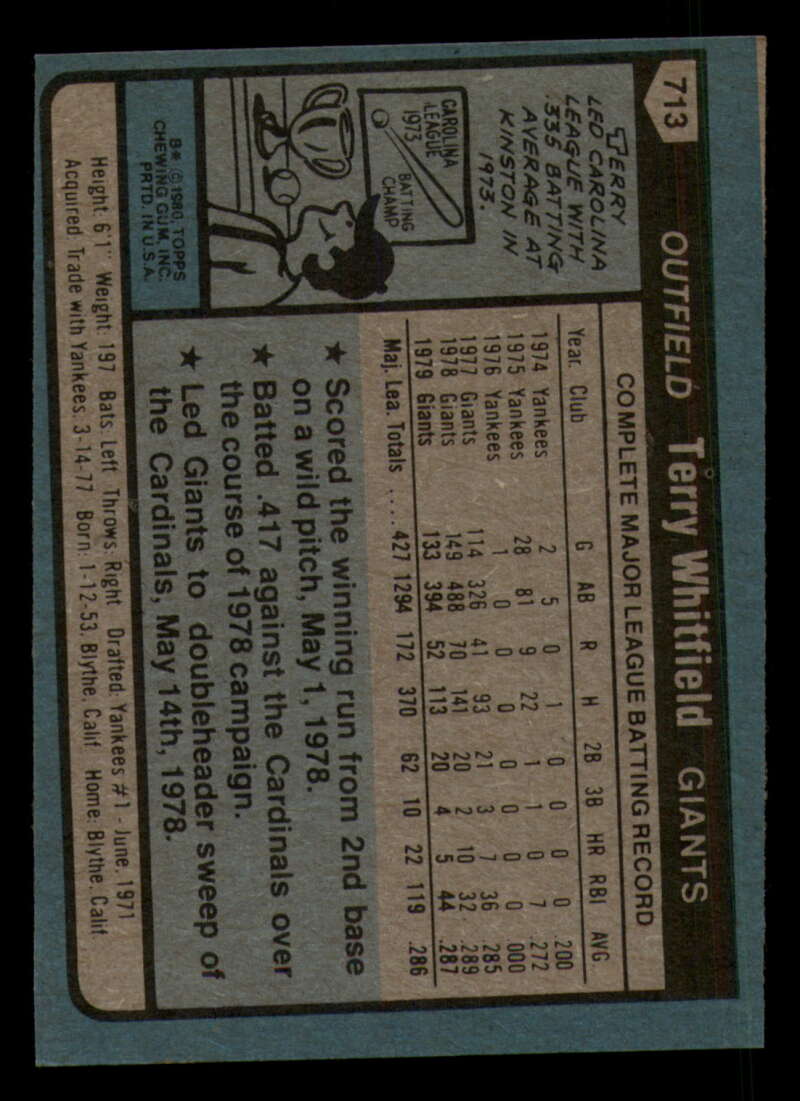 713
OUTFIELD Terry Whitfield GIANTS
TERRY
LED CAROLINA
LEAGUE WITH
.335 BATTING
AVERAGE AT
KINSTON IN
1973.
CAROLINA
LEAGUE
1973
BATTING
CHAMP
B* © 1980, TOPPS
CHEWING GUM, INC.
PRTD. IN U.S.A.
COMPLETE MAJOR LEAGUE BATTING RECORD
Year Club G AB R H 2B 3B HR RBI AVG.
1974 Yankees 2 5 0 1 0 0 0 0 .200
1975 Yankees 28 81 9 22 1 1 0 7 .272
1976 Yankees 1 0 0 0 0 0 0 0 .000
1977 Giants 114 326 41 93 21 3 7 36 .285
1978 Giants 149 488 70 141 20 2 10 32 .289
1979 Giants 133 394 52 113 20 4 5 44 .287
Maj. Lea. Totals ..... 427 1294 172 370 62 10 22 119 .286
★ Scored the winning run from 2nd base
on a wild pitch, May 1, 1978.
★ Batted .417 against the Cardinals over
the course of 1978 campaign.
★ Led Giants to doubleheader sweep of
the Cardinals, May 14th, 1978.
Height: 6'1" Weight: 197 Bats: Left Throws: Right Drafted: Yankees #1 - June, 1971
Acquired: Trade with Yankees, 3-14-77 Born: 1-12-53, Blythe, Calif Home: Blythe, Calif